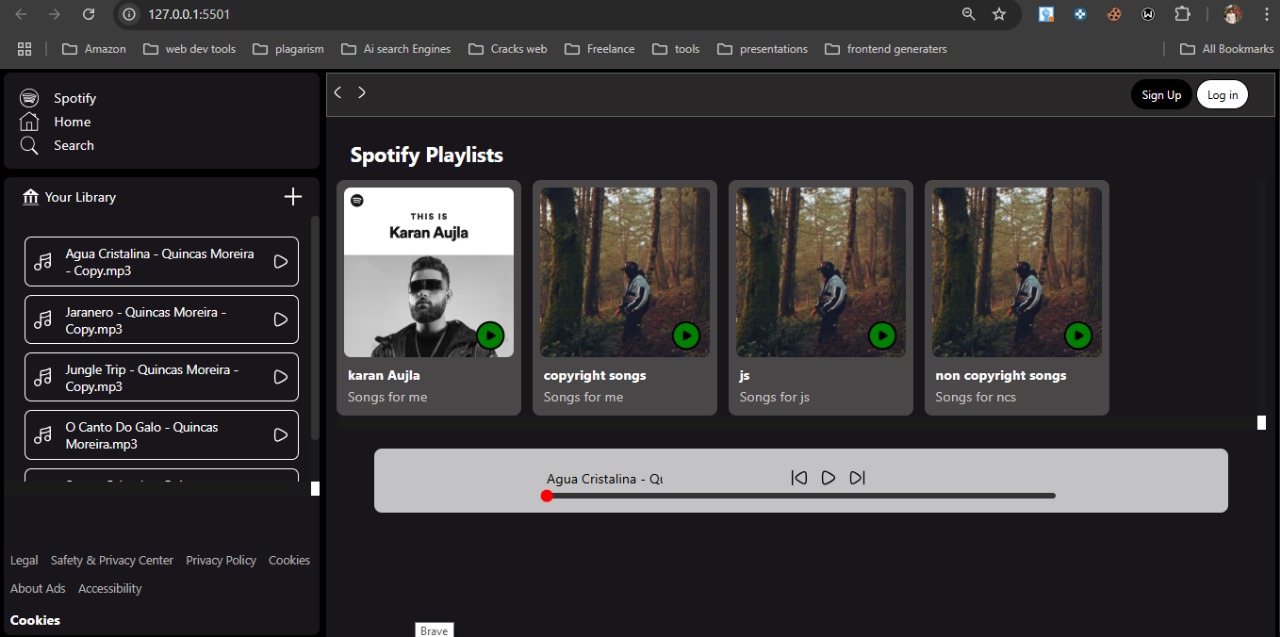 127.0.0.1:5501
Amazon
web dev tools
plagarism
Ai search Engines
Cracks web
Freelance
tools
presentations
frontend generaters
All Bookmarks
Spotify
Home
Search
Your Library
Agua Cristalina - Quincas Moreira
- Copy.mp3
Jaranero - Quincas Moreira -
Copy.mp3
Jungle Trip - Quincas Moreira -
Copy.mp3
O Canto Do Galo - Quincas
Moreira.mp3
Legal
Safety & Privacy Center
Privacy Policy
Cookies
About Ads
Accessibility
Cookies
Sign Up
Log in
Spotify Playlists
THIS IS
Karan Aujla
karan Aujla
Songs for me
copyright songs
Songs for me
js
Songs for js
non copyright songs
Songs for ncs
Agua Cristalina - Qu
Brave